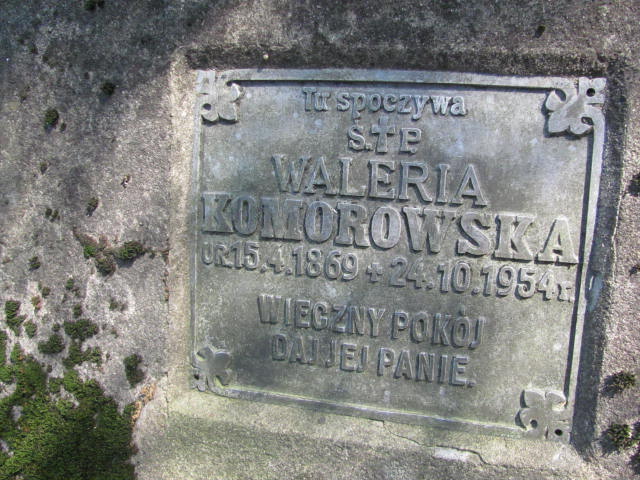 Tu spoczywa
Ś.†P.
WALERIA
KOMOROWSKA
UR.15.4.1869 + 24.10.1954 r.
WIECZNY POKÓJ
DAJ JEJ PANIE.